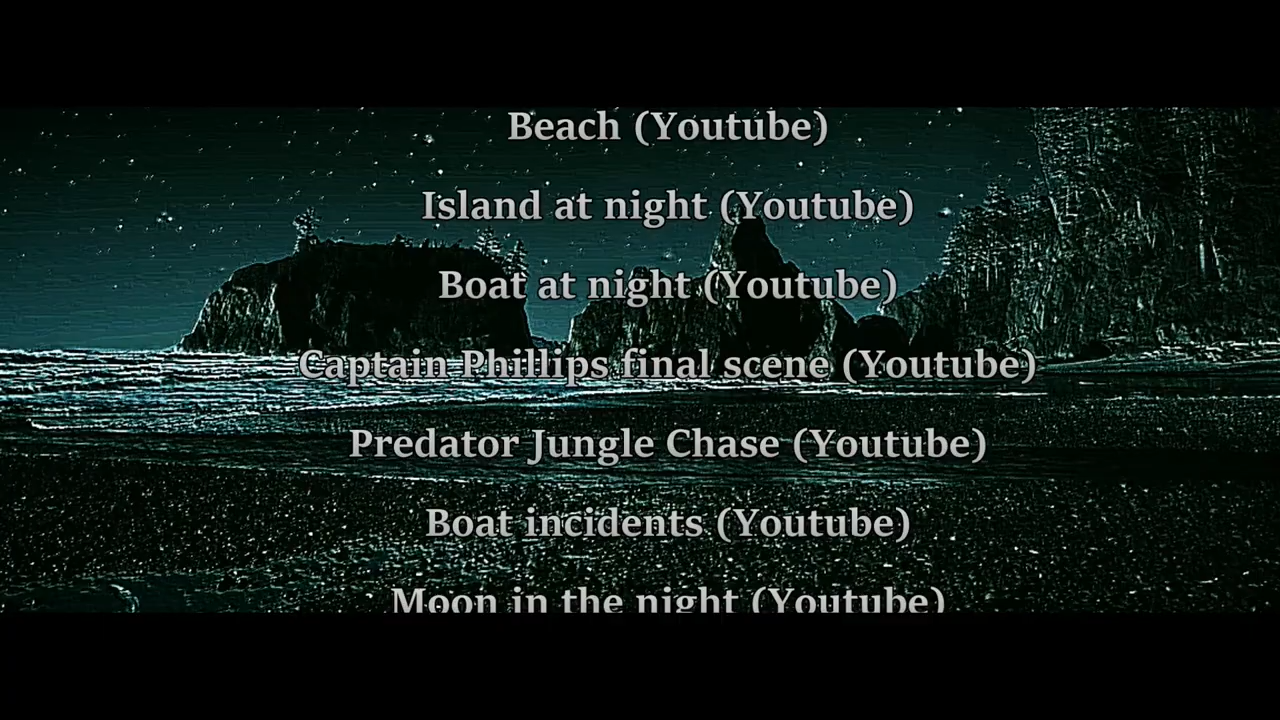 Beach (Youtube)
Island at night (Youtube)
Boat at night (Youtube)
Captain Phillips final scene (Youtube)
Predator Jungle Chase (Youtube)
Boat incidents (Youtube)
Moon in the night (Youtube)